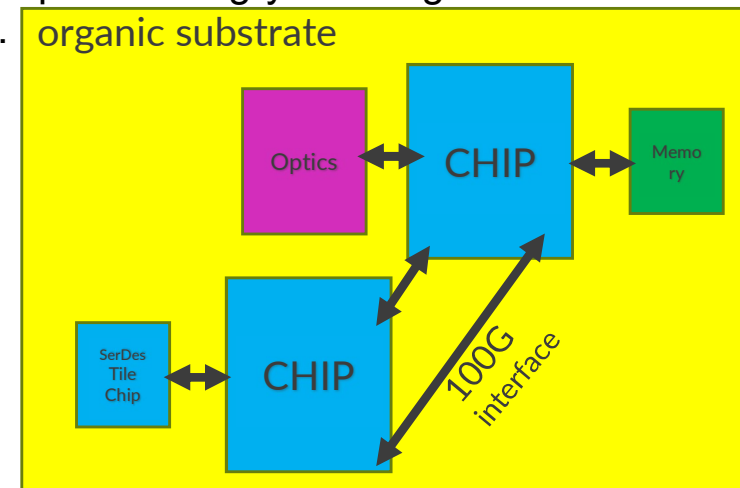 organic substrate
Optics
CHIP
Memo
ry
SerDes
Tile
Chip
CHIP
100G
interface